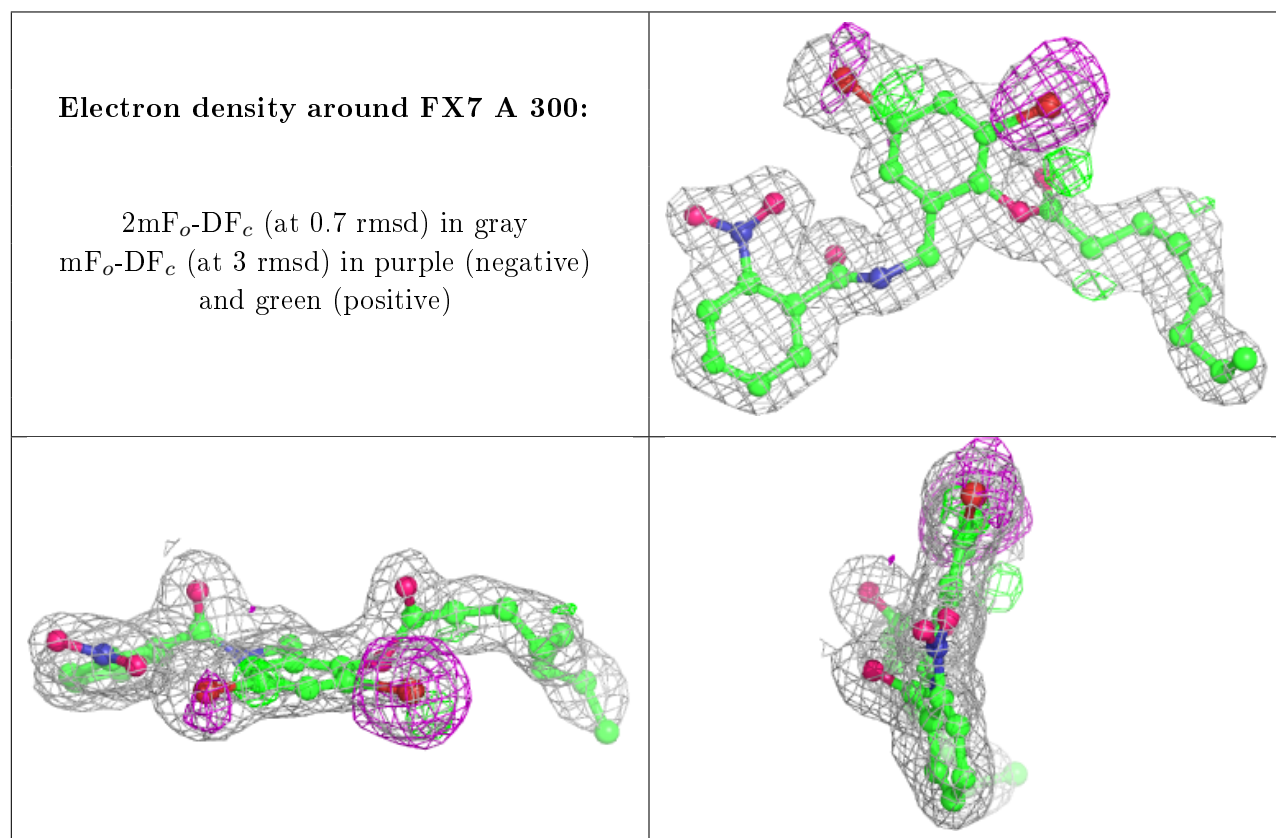 Electron density around FX7 A 300:
2mFo-DFc (at 0.7 rmsd) in gray
mFo-DFc (at 3 rmsd) in purple (negative)
and green (positive)